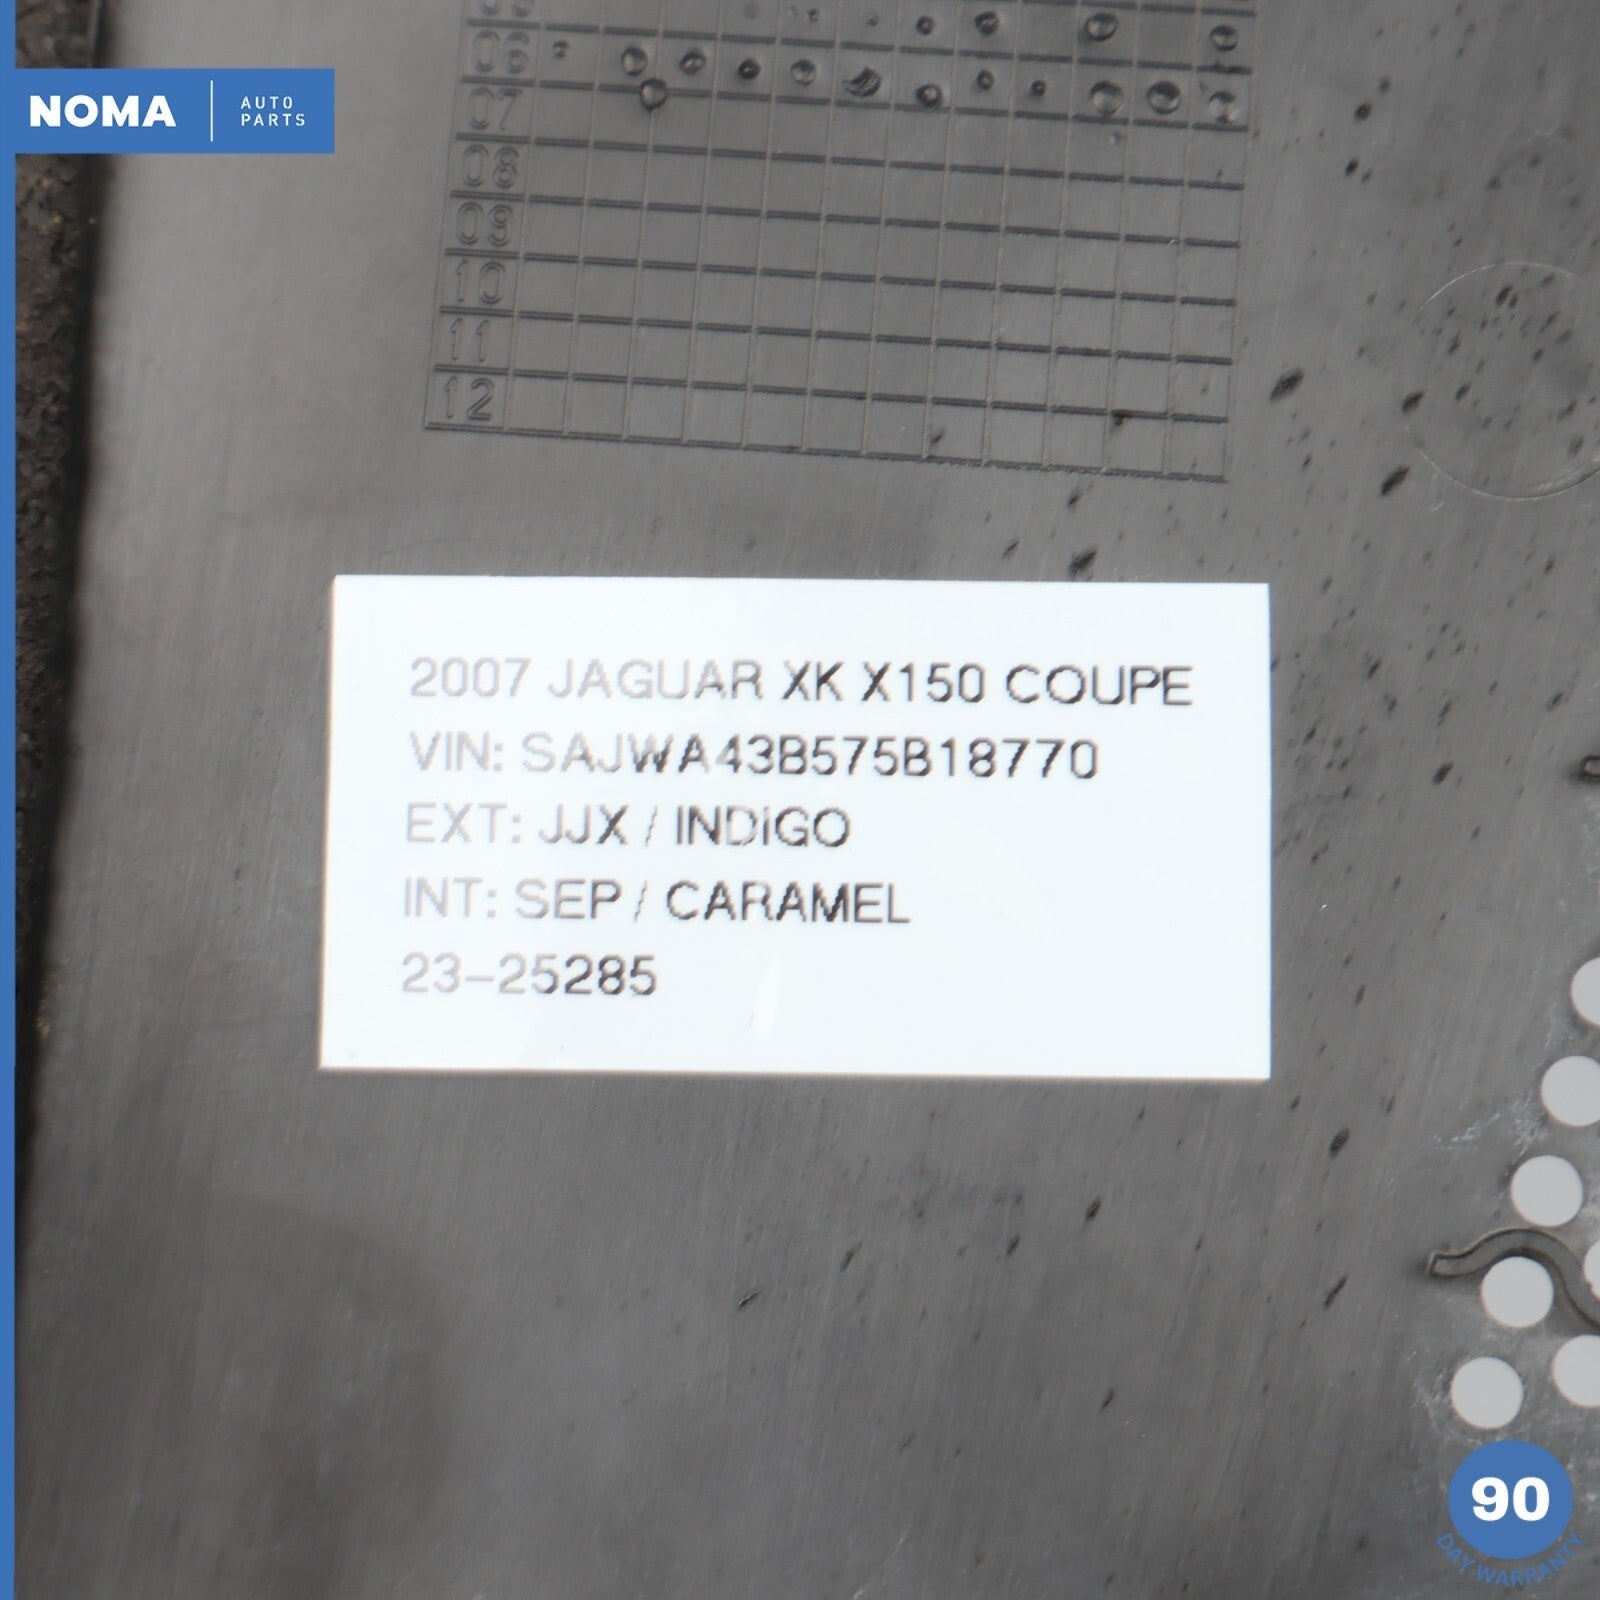 06
NOMA
AUTO
PARTS
07
08
09
10
11
12
2007 JAGUAR XK X150 COUPE
VIN: SAJWA43B575B18770
EXT: JJX / INDIGO
INT: SEP / CARAMEL
23-25285
90
DAY WARRANTY